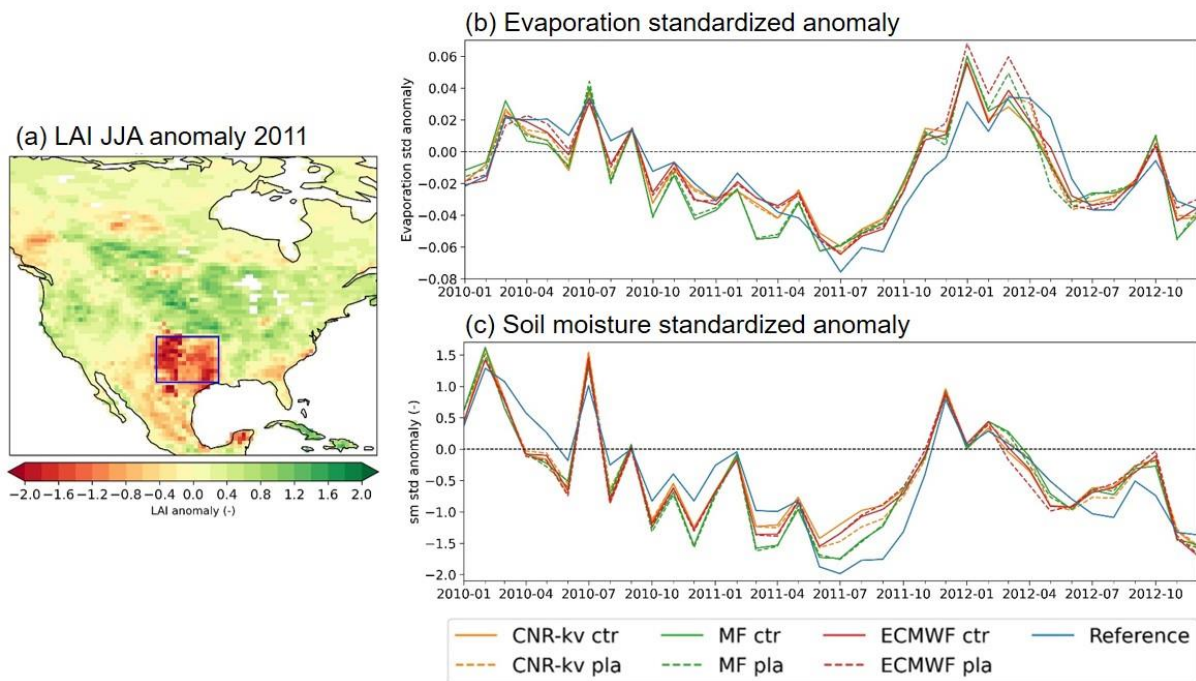 (b) Evaporation standardized anomaly
0.06
0.04
0.02
0.00
−0.02
−0.04
−0.06
−0.08
Evaporation std anomaly
2010-01 2010-04 2010-07 2010-10 2011-01 2011-04 2011-07 2011-10 2012-01 2012-04 2012-07 2012-10
(a) LAI JJA anomaly 2011
−2.0 −1.6 −1.2 −0.8 −0.4 0.0 0.4 0.8 1.2 1.6 2.0
LAI anomaly (-)
(c) Soil moisture standardized anomaly
1.5
1.0
0.5
0.0
−0.5
−1.0
−1.5
−2.0
sm std anomaly (-)
2010-01 2010-04 2010-07 2010-10 2011-01 2011-04 2011-07 2011-10 2012-01 2012-04 2012-07 2012-10
CNR-kv ctr MF ctr ECMWF ctr Reference
CNR-kv pla MF pla ECMWF pla